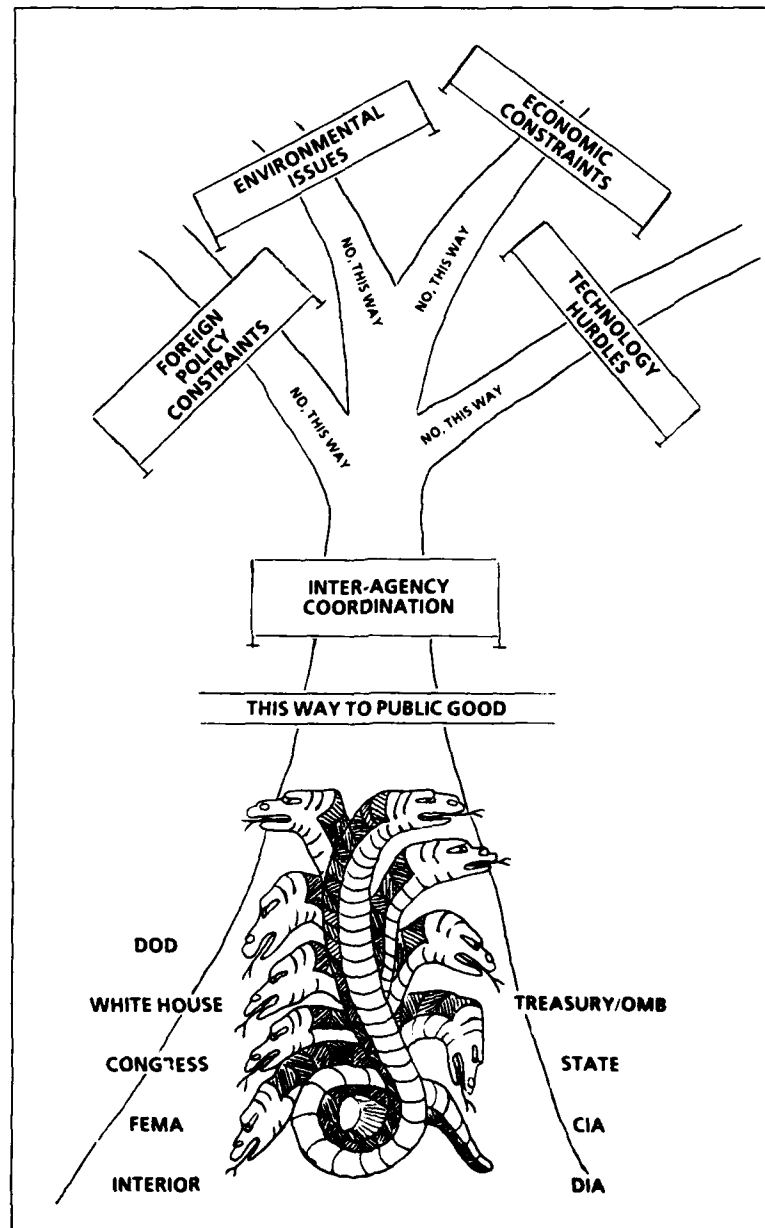 ENVIRONMENTAL
ISSUES
ECONOMIC
CONSTRAINTS
FOREIGN
POLICY
CONSTRAINTS
TECHNOLOGY
HURDLES
NO, THIS WAY
NO, THIS WAY
NO, THIS WAY
NO, THIS WAY
INTER-AGENCY
COORDINATION
THIS WAY TO PUBLIC GOOD
DOD
WHITE HOUSE
CONGRESS
FEMA
INTERIOR
TREASURY/OMB
STATE
CIA
DIA